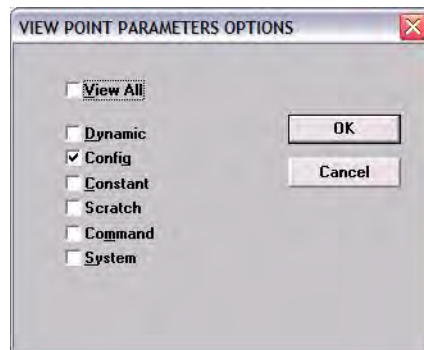 VIEW POINT PARAMETERS OPTIONS
View All
Dynamic
Config
Constant
Scratch
Command
System
OK
Cancel